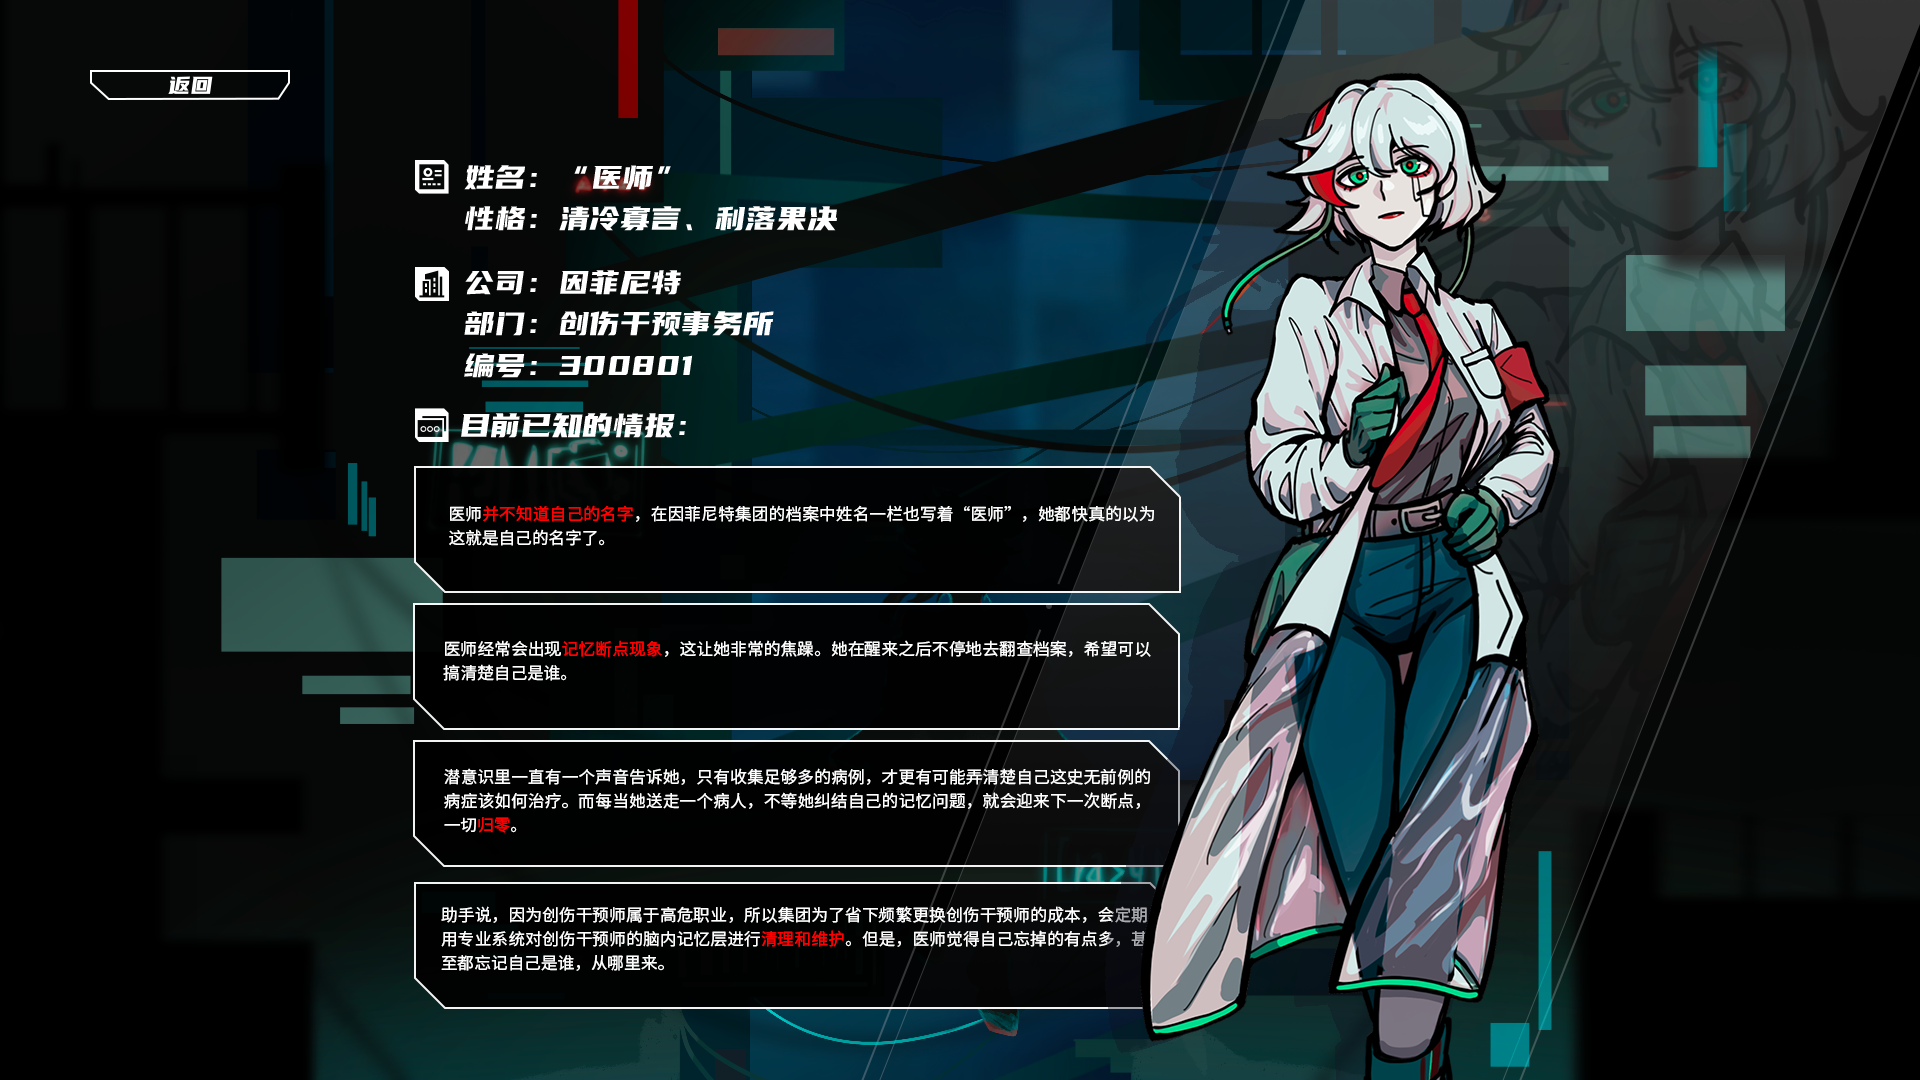 返回
姓名：“医师”
性格：清冷寡言、利落果决
公司：因菲尼特
部门：创伤干预事务所
编号：300801
目前已知的情报：
医师并不知道自己的名字，在因菲尼特集团的档案中姓名一栏也写着“医师”，她都快真的以为
这就是自己的名字了。
医师经常会出现记忆断点现象，这让她非常的焦躁。她在醒来之后不停地去翻查档案，希望可以
搞清楚自己是谁。
潜意识里一直有一个声音告诉她，只有收集足够多的病例，才更有可能弄清楚自己这史无前例的
病症该如何治疗。而每当她送走一个病人，不等她纠结自己的记忆问题，就会迎来下一次断点，
一切归零。
助手说，因为创伤干预师属于高危职业，所以集团为了省下频繁更换创伤干预师的成本，会定期
用专业系统对创伤干预师的脑内记忆层进行清理和维护。但是，医师觉得自己忘掉的有点多，甚
至都忘记自己是谁，从哪里来。